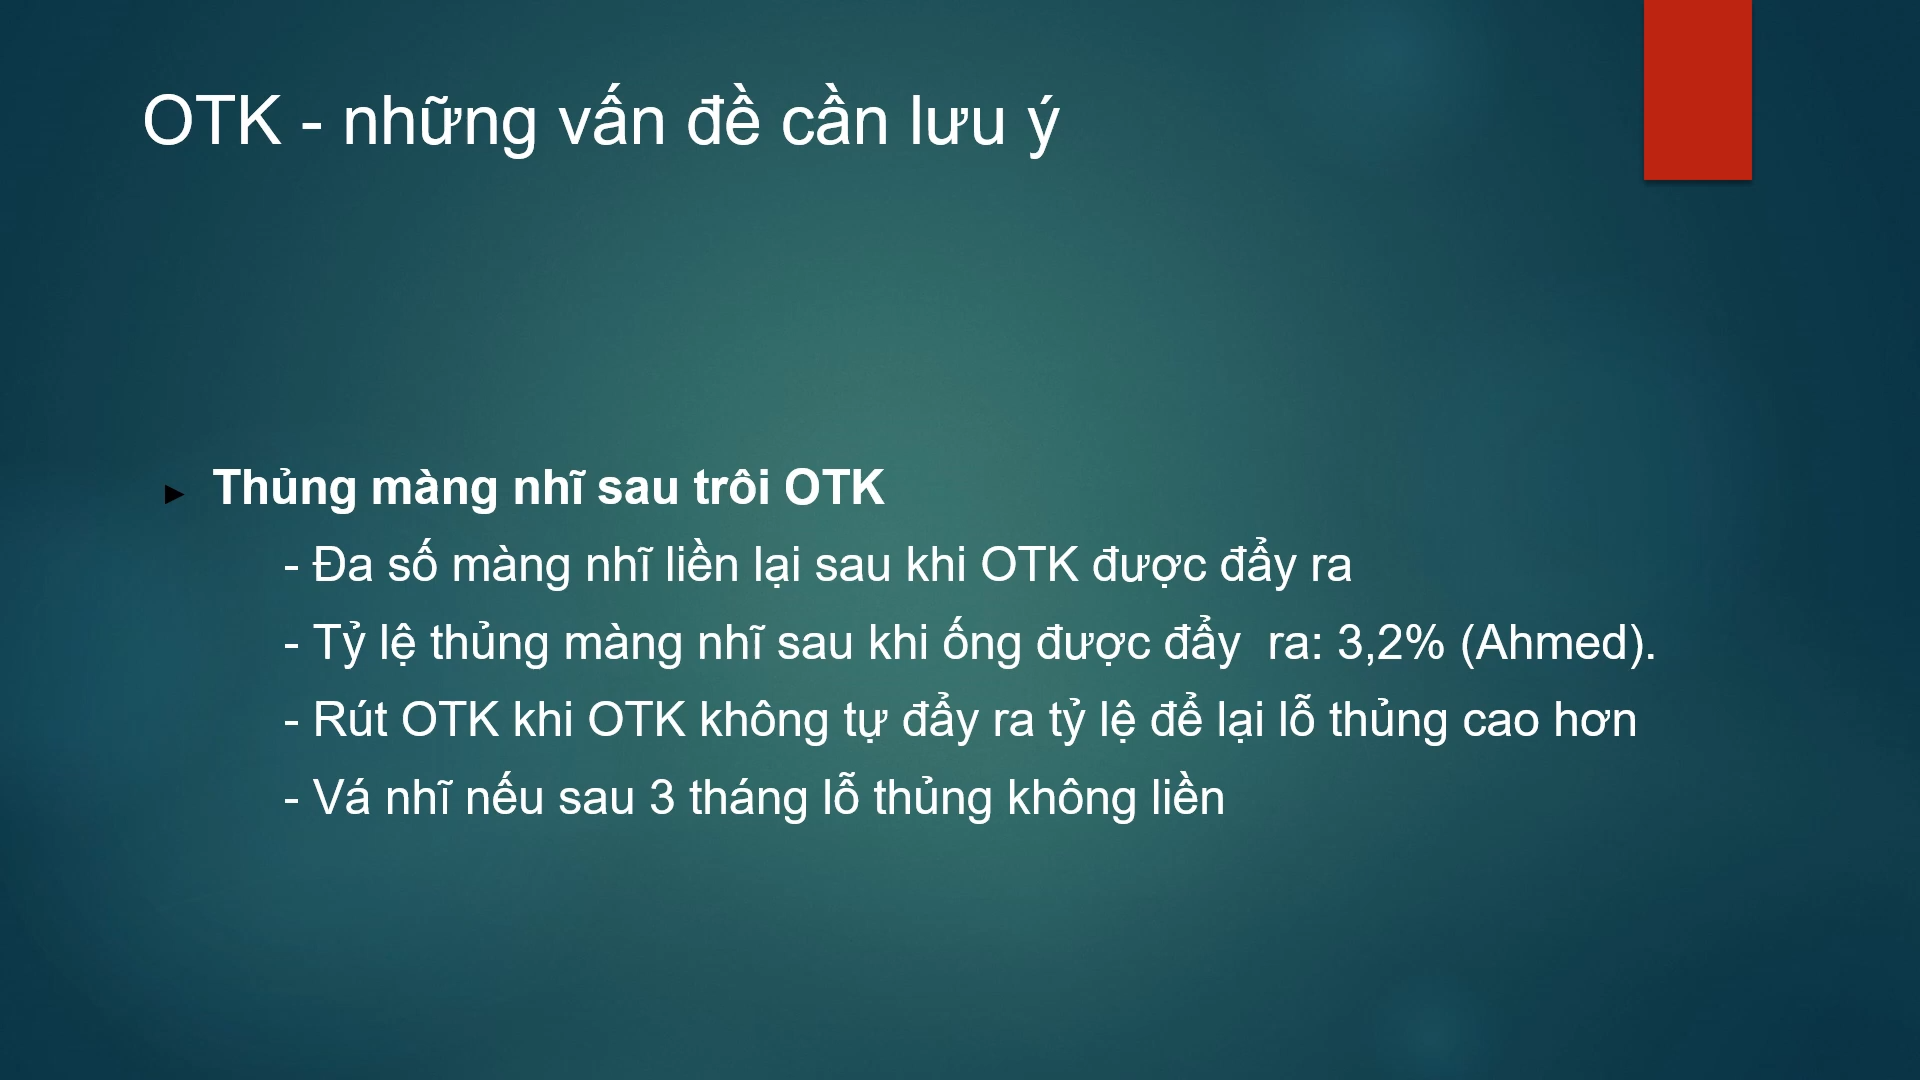 OTK - những vấn đề cần lưu ý
Thủng màng nhĩ sau trôi OTK
- Đa số màng nhĩ liền lại sau khi OTK được đẩy ra
- Tỷ lệ thủng màng nhĩ sau khi ống được đẩy  ra: 3,2% (Ahmed).
- Rút OTK khi OTK không tự đẩy ra tỷ lệ để lại lỗ thủng cao hơn
- Vá nhĩ nếu sau 3 tháng lỗ thủng không liền